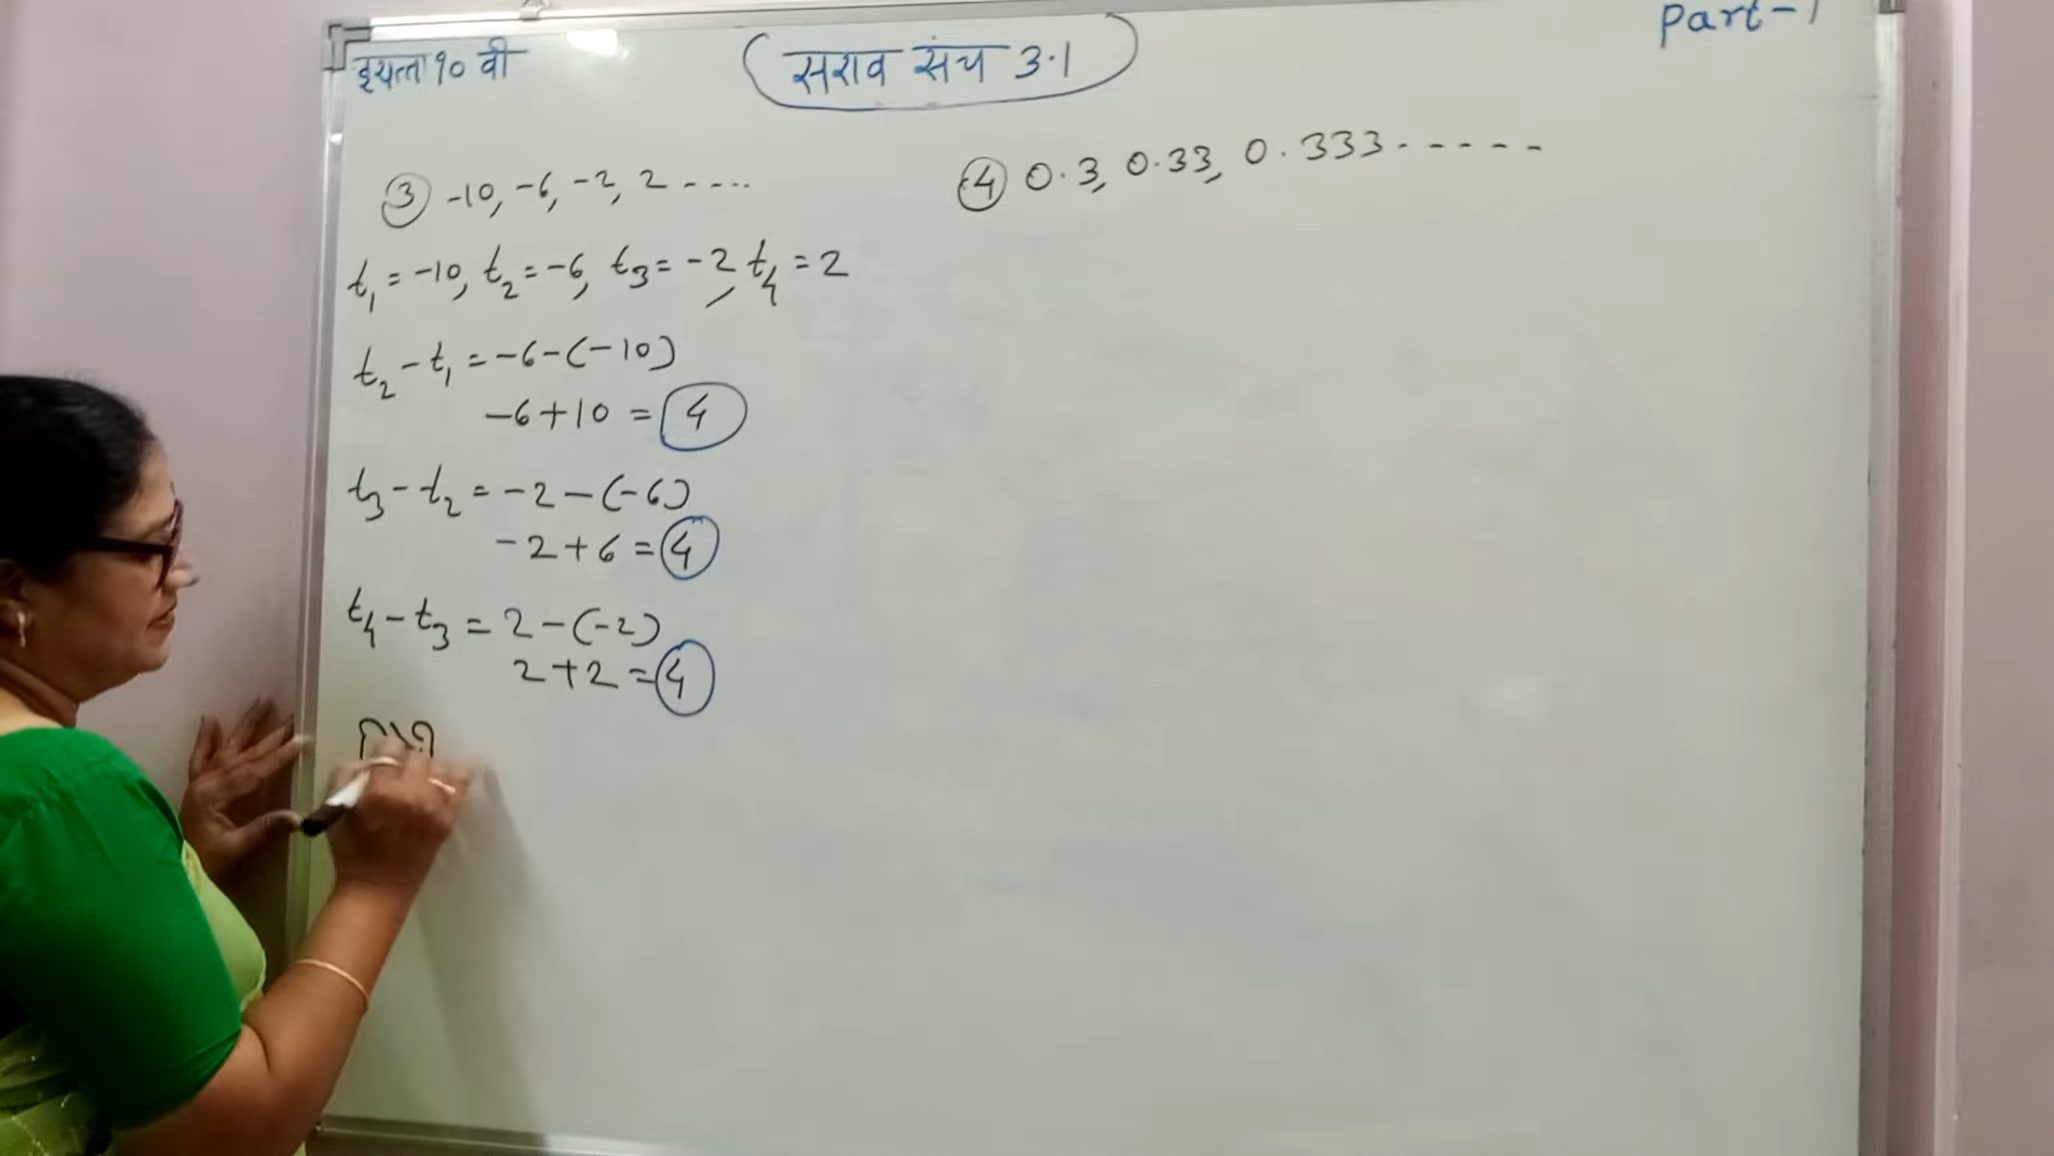 इयत्ता १० वी
सराव संच 3.1
Part-1
③ -10, -6, -2, 2 ----
t₁ = -10, t₂ = -6, t₃ = -2, t₄ = 2
t₂ - t₁ = -6-(-10)
-6+10 = 4
t₃ - t₂ = -2-(-6)
-2+6 = 4
t₄ - t₃ = 2-(-2)
2+2 = 4
④ 0.3, 0.33, 0.333 -----